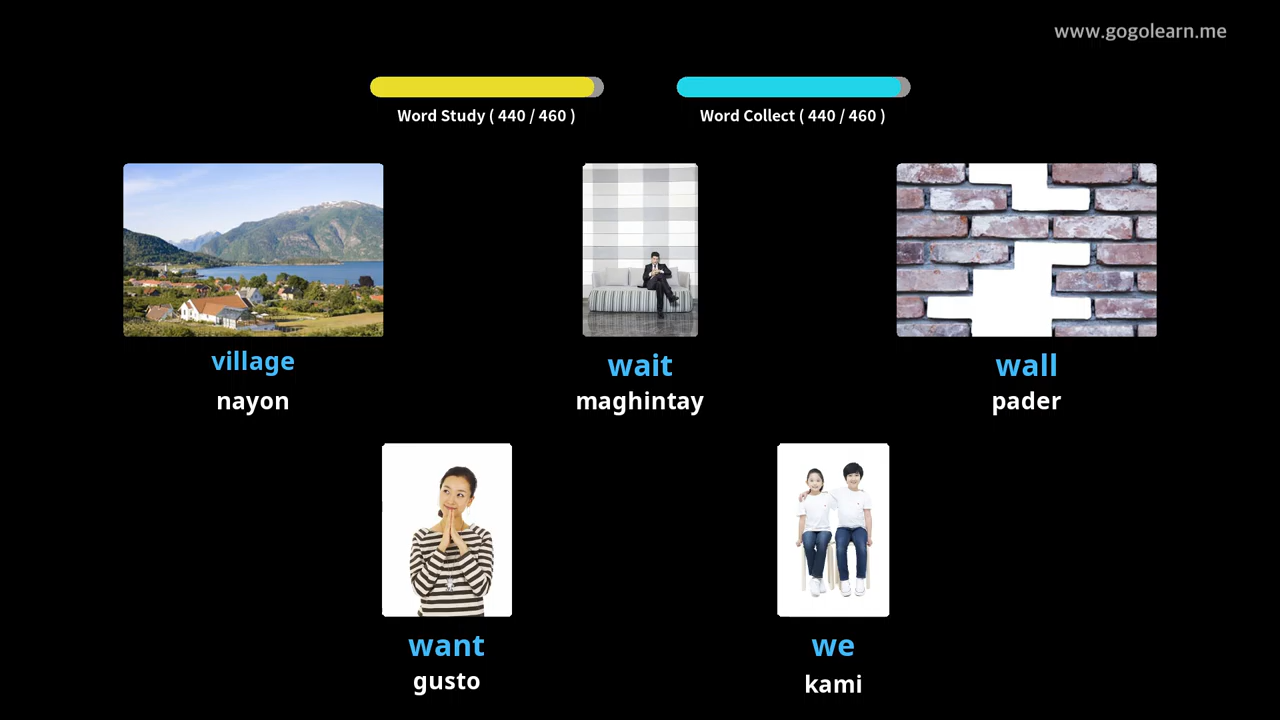 www.gogolearn.me
Word Study ( 440 / 460 )
Word Collect ( 440 / 460 )
village
nayon
wait
maghintay
wall
pader
want
gusto
we
kami